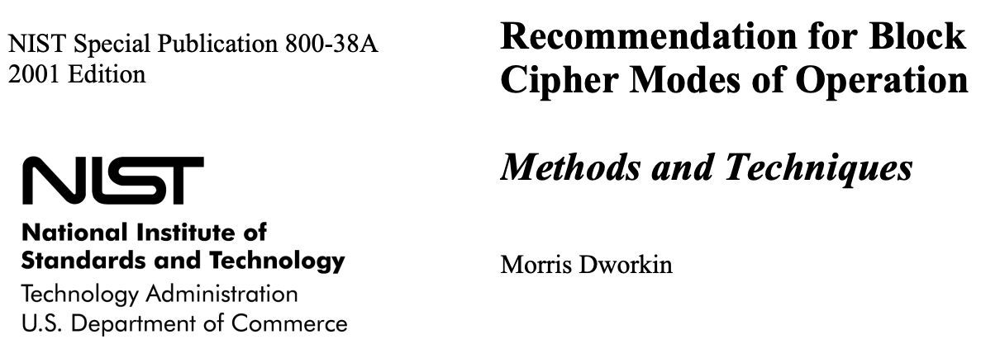 NIST Special Publication 800-38A
2001 Edition
NIST
National Institute of
Standards and Technology
Technology Administration
U.S. Department of Commerce
Recommendation for Block
Cipher Modes of Operation
Methods and Techniques
Morris Dworkin